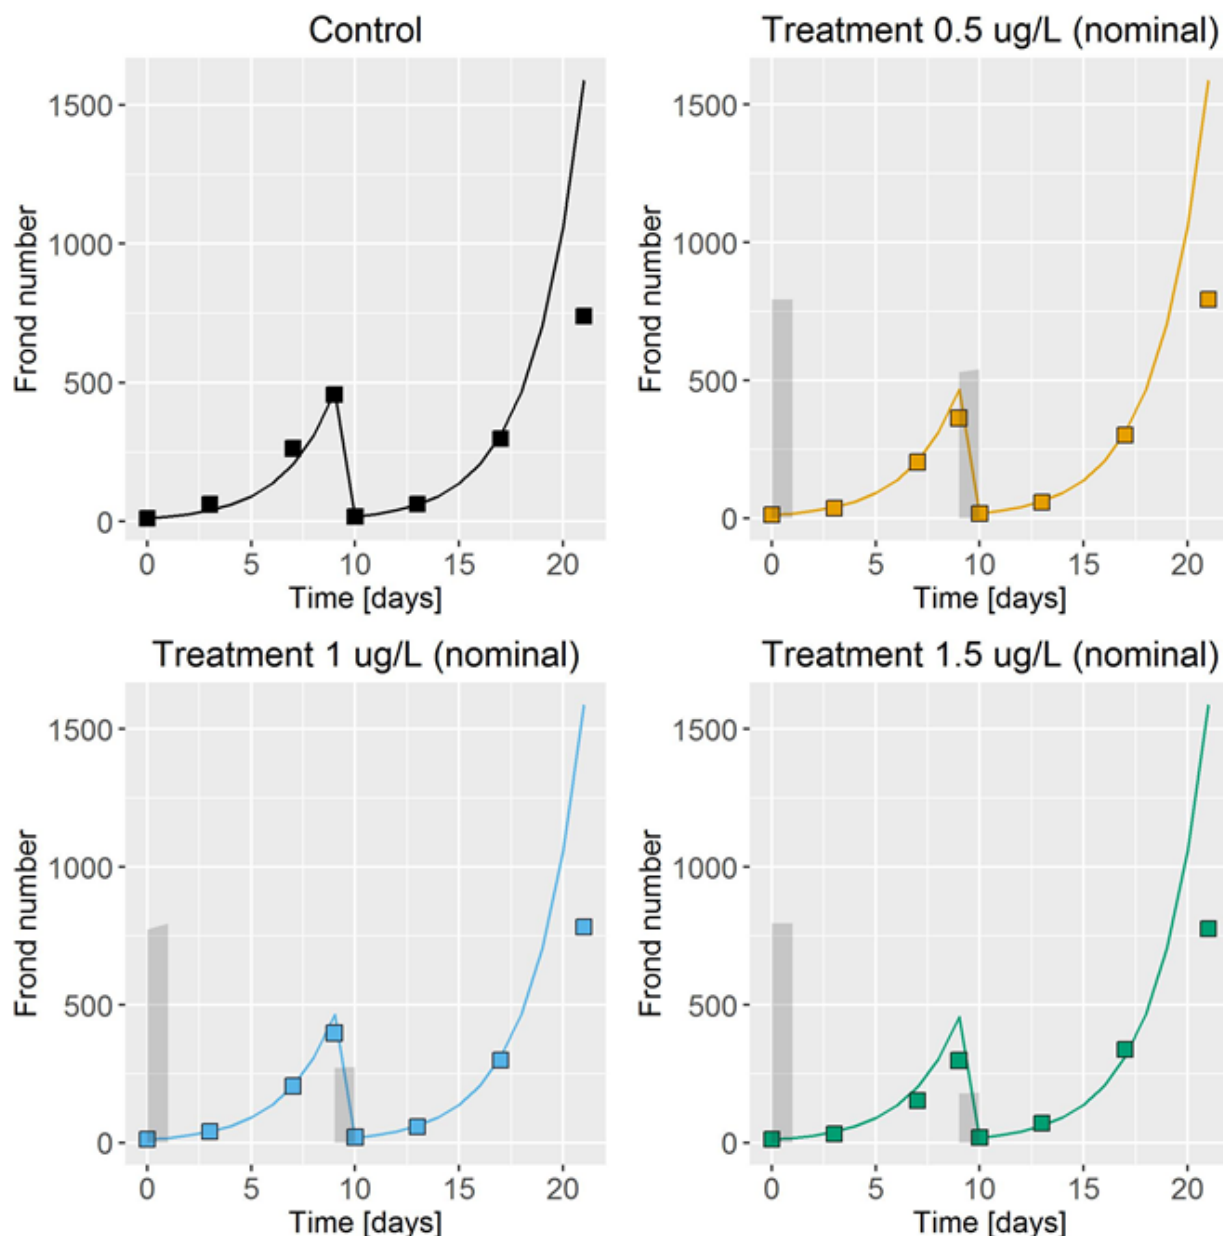 Control
1500
1000
500
0
Frond number
0 5 10 15 20
Time [days]
Treatment 0.5 ug/L (nominal)
1500
1000
500
0
Frond number
0 5 10 15 20
Time [days]
Treatment 1 ug/L (nominal)
1500
1000
500
0
Frond number
0 5 10 15 20
Time [days]
Treatment 1.5 ug/L (nominal)
1500
1000
500
0
Frond number
0 5 10 15 20
Time [days]